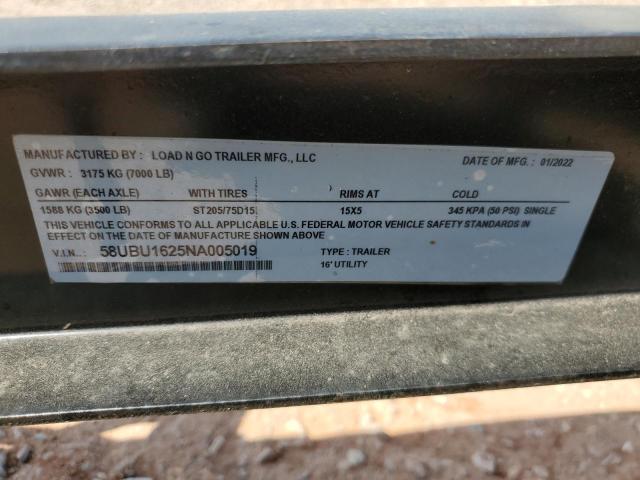 MANUFACTURED BY : LOAD N GO TRAILER MFG., LLC DATE OF MFG. : 01/2022
GVWR : 3175 KG (7000 LB)
GAWR (EACH AXLE) WITH TIRES RIMS AT COLD
1588 KG (3500 LB) ST205/75D15 15X5 345 KPA (50 PSI) SINGLE
THIS VEHICLE CONFORMS TO ALL APPLICABLE U.S. FEDERAL MOTOR VEHICLE SAFETY STANDARDS IN
EFFECT ON THE DATE OF MANUFACTURE SHOWN ABOVE
V.I.N..: 58UBU1625NA005019 TYPE : TRAILER
16' UTILITY